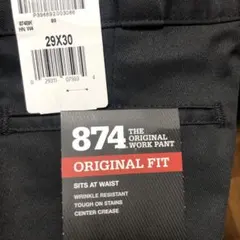 29X30
874 THE ORIGINAL WORK PANT
ORIGINAL FIT
SITS AT WAIST
WRINKLE RESISTANT
TOUGH ON STAINS
CENTER CREASE